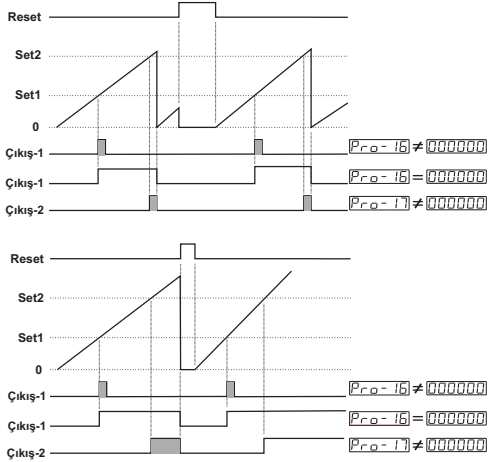 Reset
Set2
Set1
0
Çıkış-1 Pro-16 ≠ 000000
Çıkış-1 Pro-16 = 000000
Çıkış-2 Pro-17 ≠ 000000
Reset
Set2
Set1
0
Çıkış-1 Pro-16 ≠ 000000
Çıkış-1 Pro-16 = 000000
Çıkış-2 Pro-17 ≠ 000000